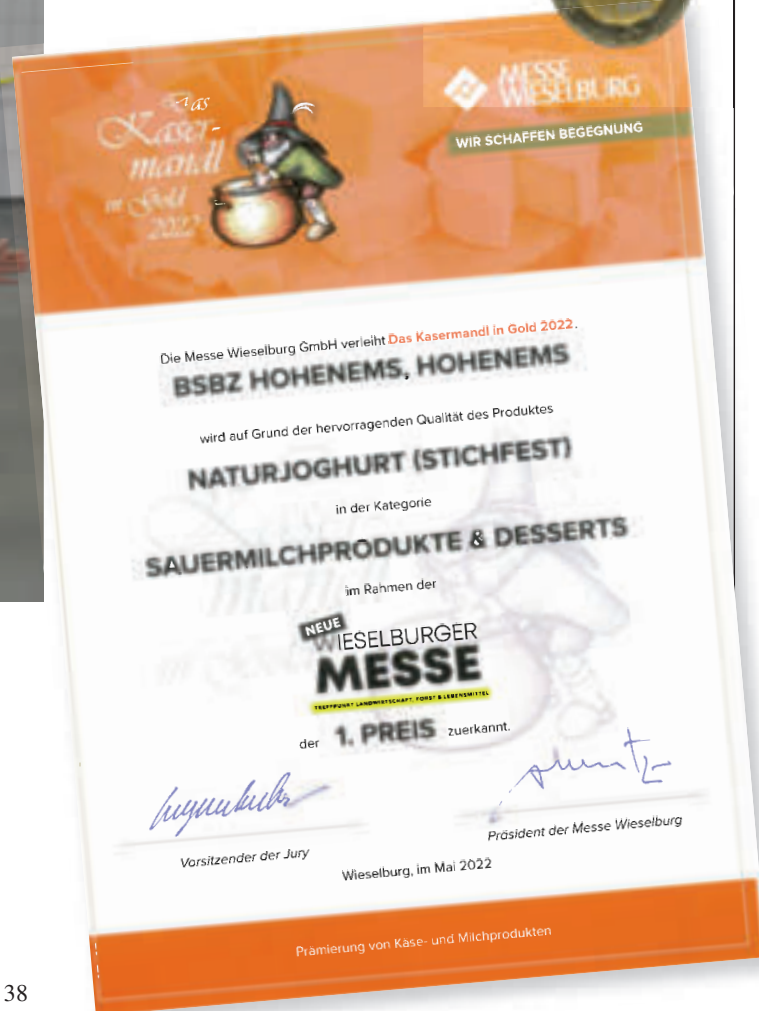 Das
Kaser-
mandl
in Gold
2022
MESSE
WIESELBURG
WIR SCHAFFEN BEGEGNUNG
Die Messe Wieselburg GmbH verleiht Das Kasermandl in Gold 2022.
BSBZ HOHENEMS, HOHENEMS
wird auf Grund der hervorragenden Qualität des Produktes
NATURJOGHURT (STICHFEST)
in der Kategorie
SAUERMILCHPRODUKTE & DESSERTS
im Rahmen der
NEUE
WIESELBURGER
MESSE
TREFFPUNKT LANDWIRTSCHAFT, FORST & LEBENSMITTEL
der 1. PREIS zuerkannt.
Vorsitzender der Jury
Präsident der Messe Wieselburg
Wieselburg, im Mai 2022
Prämierung von Käse- und Milchprodukten
38